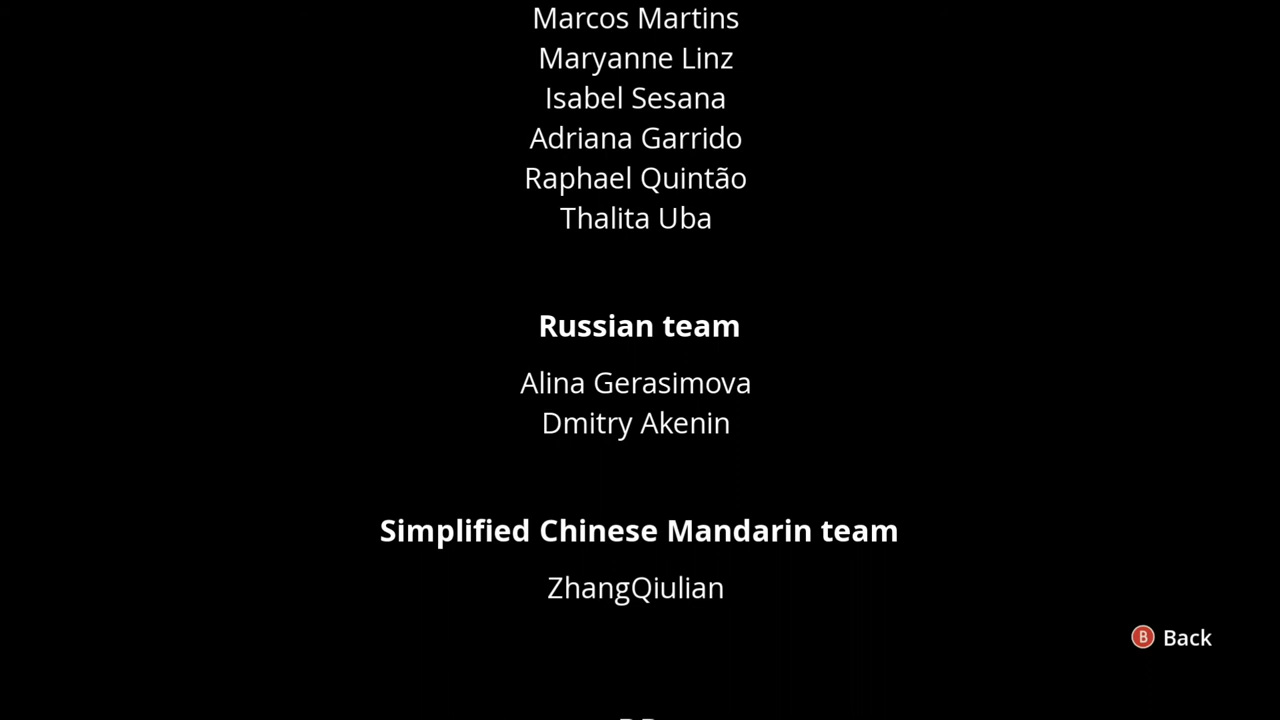 Marcos Martins
Maryanne Linz
Isabel Sesana
Adriana Garrido
Raphael Quintão
Thalita Uba
Russian team
Alina Gerasimova
Dmitry Akenin
Simplified Chinese Mandarin team
ZhangQiulian
B Back